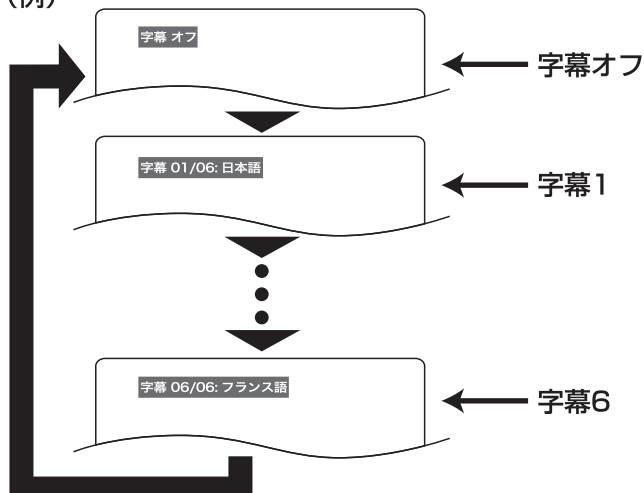 (例)
字幕 オフ
字幕オフ
字幕 01/06: 日本語
字幕1
字幕 06/06: フランス語
字幕6